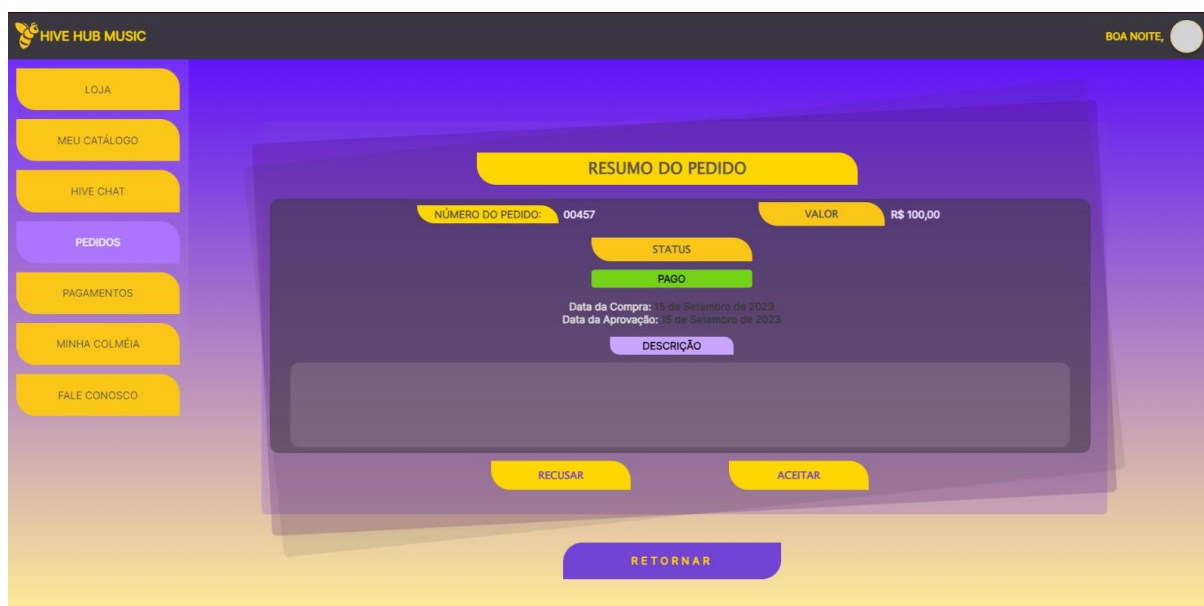 HIVE HUB MUSIC
BOA NOITE,
LOJA
MEU CATÁLOGO
HIVE CHAT
PEDIDOS
PAGAMENTOS
MINHA COLMÉIA
FALE CONOSCO
RESUMO DO PEDIDO
NÚMERO DO PEDIDO: 00457 VALOR R$ 100,00
STATUS
PAGO
Data da Compra: 15 de Setembro de 2023
Data da Aprovação: 15 de Setembro de 2023
DESCRIÇÃO
RECUSAR ACEITAR
RETORNAR